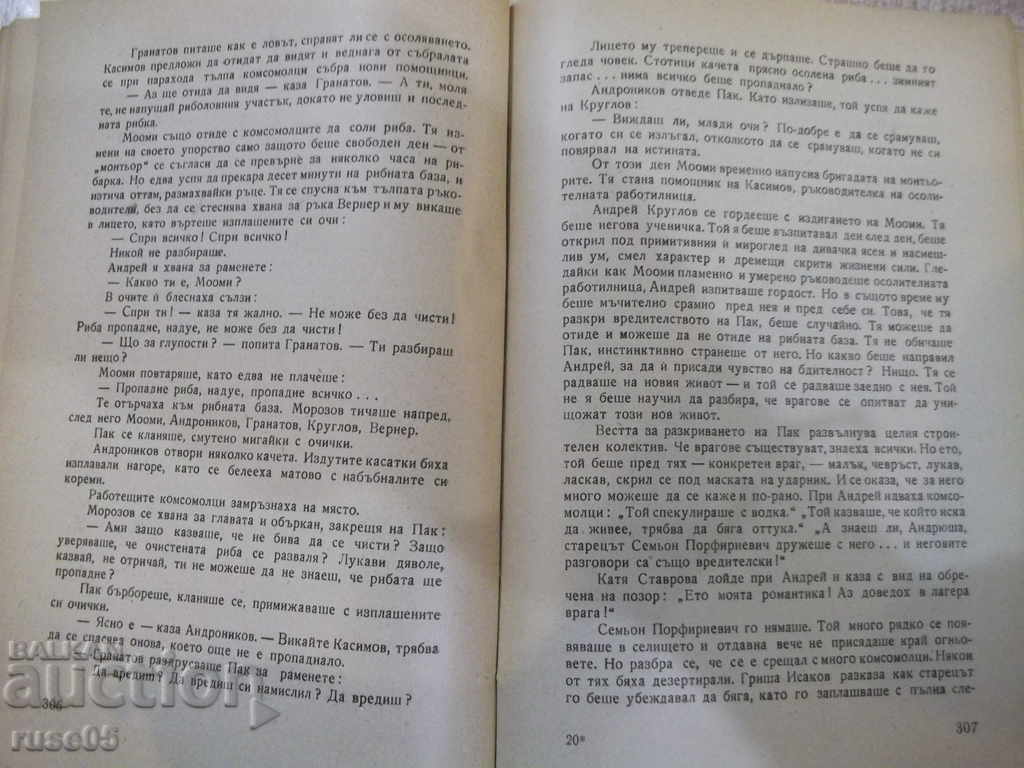 Гранатов питаше как е ловът, справят ли се с осоляването.
Касимов предложи да отидат да видят и веднага от събралата
се при парахода тълпа комсомолци събра нови помощници.
— Аз ще отида да видя — каза Гранатов. — А ти, моля
те, не напущай риболовния участък, докато не уловиш и послед-
ната рибка.
Мооми също отиде с комсомолците да соли риба. Тя из-
мени на своето упорство само защото беше свободен ден — от
„монтьор“ се съгласи да се превърне за няколко часа на ри-
барка. Но едва успя да прекара десет минути на рибната база, и
изтича оттам, размахвайки ръце. Тя се спусна към тълпата ръко-
водители, без да се стеснява хвана за ръка Вернер и му викаше
в лицето, като въртеше изплашените си очи:
— Спри всичко! Спри всичко!
Никой не разбираше.
Андрей я хвана за раменете:
— Какво ти е, Мооми?
В очите ѝ блеснаха сълзи:
— Спри ти! — каза тя жално. — Не може без да чисти!
Риба пропадне, надуе, не може без да чисти!
— Що за глупости? — попита Гранатов. — Ти разбираш
ли нещо?
Мооми повтаряше, като едва не плачеше:
— Пропадне риба, надуе, пропадне всичко . . .
Те отърчаха към рибната база. Морозов тичаше напред,
след него Мооми, Андроников, Гранатов, Круглов, Вернер.
Пак се кланяше, смутено мигайки с очички.
Андроников отвори няколко качета. Издутите касатки бяха
изплавали нагоре, като се белееха матово с набъбналите си
кореми.
Работещите комсомолци замръзнаха на място.
Морозов се хвана за главата и объркан, закрещя на Пак:
— Ами защо казваше, че не бива да се чисти? Защо
уверяваше, че очистената риба се разваля? Лукави дяволе,
казвай, не отричай, ти не можеше да не знаеш, че рибата ще
пропадне?
Пак бърбореше, кланяше се, примижаваше с изплашените
си очички.
— Ясно е — каза Андроников. — Викайте Касимов, трябва
да се спасява онова, което още не е пропаднало.
Гранатов разтрусваше Пак за раменете:
— Да вредиш? Да вредиш си намислил? Да вредиш?
306
Лицето му трепереше и се дърпаше. Страшно беше да го
гледа човек. Стотици качета прясно осолена риба . . . зимният
запас . . . нима всичко беше пропаднало?
Андроников отведе Пак. Като излизаше, той успя да каже
на Круглов:
— Виждаш ли, млади очи? По-добре е да се срамуваш,
когато си се излъгал, отколкото да се срамуваш, когато не си
повярвал на истината.
От този ден Мооми временно напусна бригадата на монтьо-
рите. Тя стана помощник на Касимов, ръководителка на осоли-
телната работилница.
Андрей Круглов се гордееше с издигането на Мооми. Тя
беше негова ученичка. Той я беше възпитавал ден след ден, беше
открил под примитивния ѝ мироглед на дивачка ясен и насмеш-
лив ум, смел характер и дремещи скрити жизнени сили. Гле-
дайки как Мооми пламенно и умерено ръководеше осолителната
работилница, Андрей изпитваше гордост. Но в същото време му
беше мъчително срамно пред нея и пред себе си. Това, че тя
разкри вредителството на Пак, беше случайно. Тя можеше да
отиде и можеше да не отиде на рибната база. Тя не обичаше
Пак, инстинктивно странеше от него. Но какво беше направил
Андрей, за да ѝ присади чувство на бдителност? Нищо. Тя се
радваше на новия живот — и той се радваше заедно с нея. Той
не я беше научил да разбира, че врагове се опитват да уни-
щожат този нов живот.
Вестта за разкриването на Пак развълнува целия строи-
телен колектив. Че врагове съществуват, знаеха всички. Но ето,
той беше пред тях — конкретен враг, — малък, чевръст, лукав,
ласкав, скрил се под маската на ударник. И се оказа, че за него
много можеше да се каже и по-рано. При Андрей идваха комсо-
молци: „Той спекулираше с водка.“ „Той казваше, че който иска
да живее, трябва да бяга оттука.“ „А знаеш ли, Андрюша,
старецът Семьон Порфириевич дружеше с него . . . и неговите
разговори са също вредителски!“
Катя Ставрова дойде при Андрей и каза с вид на обре-
чена на позор: „Ето моята романтика! Аз доведох в лагера
врага!“
Семьон Порфириевич го нямаше. Той много рядко се поя-
вяваше в селището и отдавна вече не присядаше край огньо-
вете. Но разбра се, че се е срещал с много комсомолци. Някои
от тях бяха дезертирали. Гриша Исаков разказа как старецът
го беше убеждавал да бяга, като го заплашваше с пълна сле-
20*
307
BALKAN
auction
ruse05